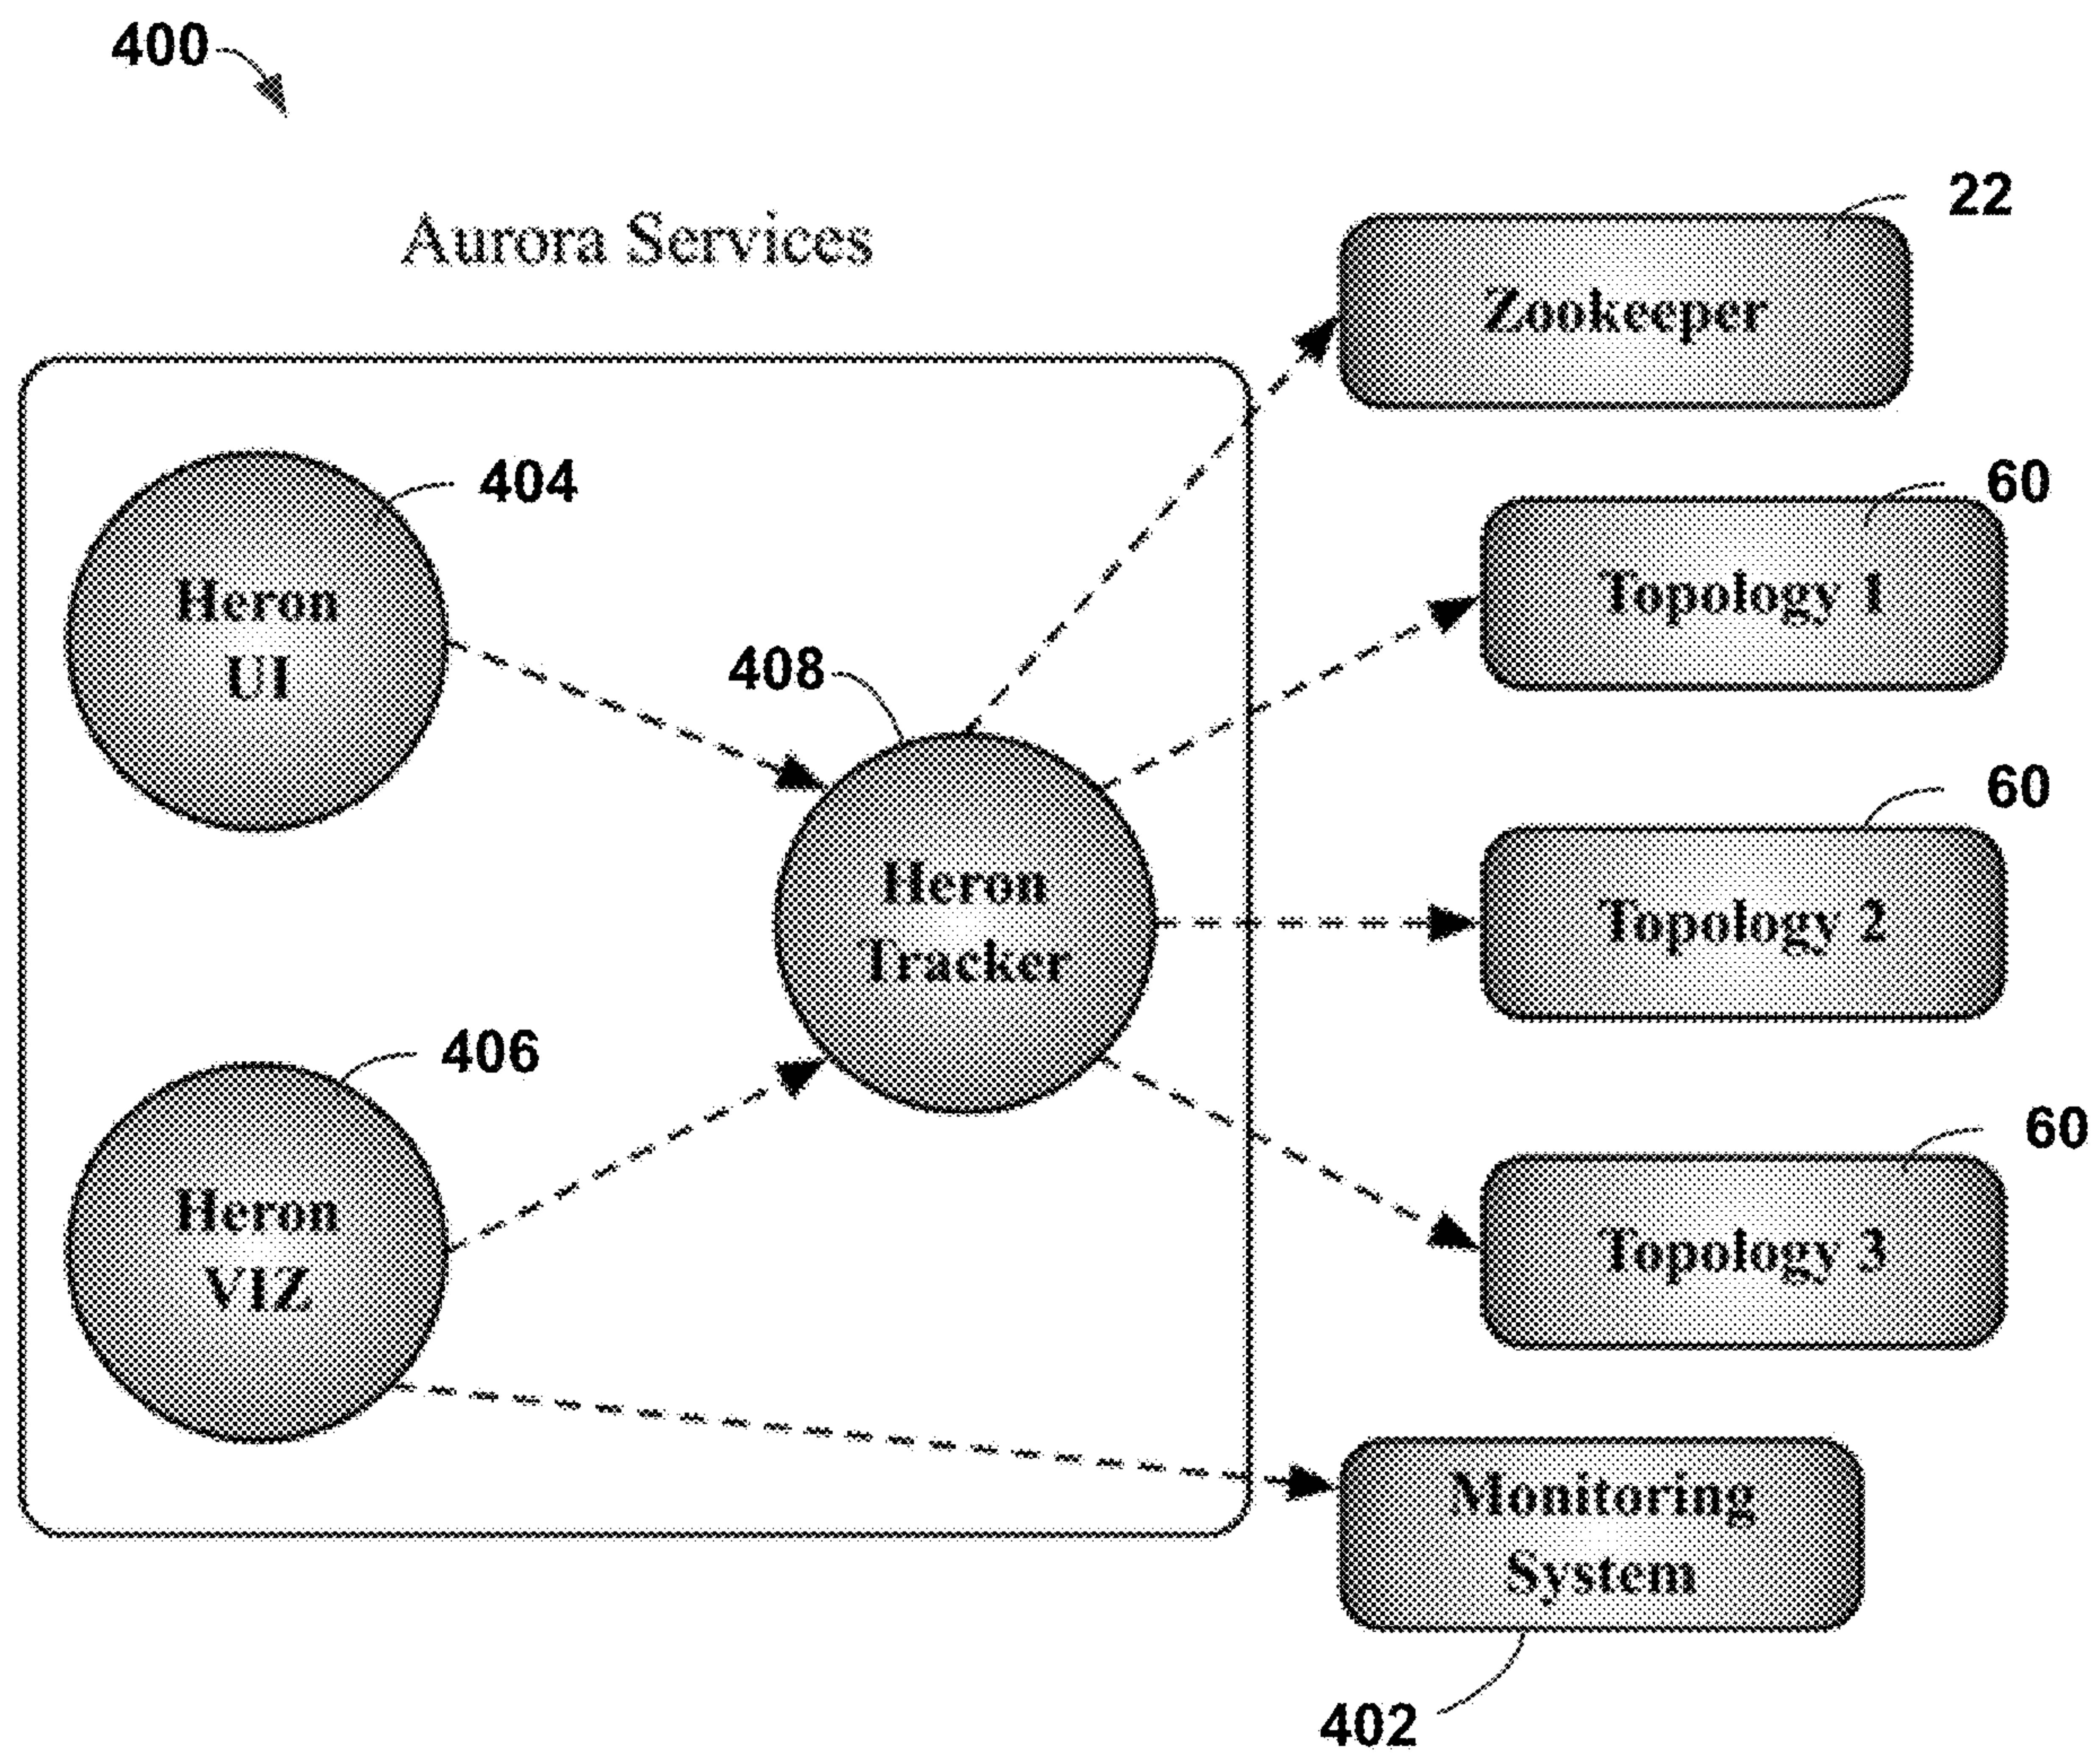 400
Aurora Services
22
Zookeeper
404
60
Heron
UI
Topology 1
408
60
Heron
Tracker
Topology 2
406
60
Heron
VIZ
Topology 3
Monitoring
System
402